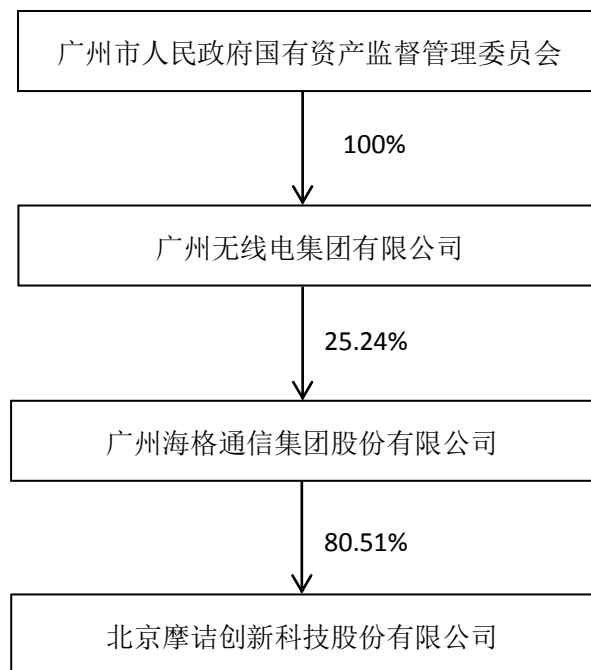 广州市人民政府国有资产监督管理委员会
100%
广州无线电集团有限公司
25.24%
广州海格通信集团股份有限公司
80.51%
北京摩诘创新科技股份有限公司